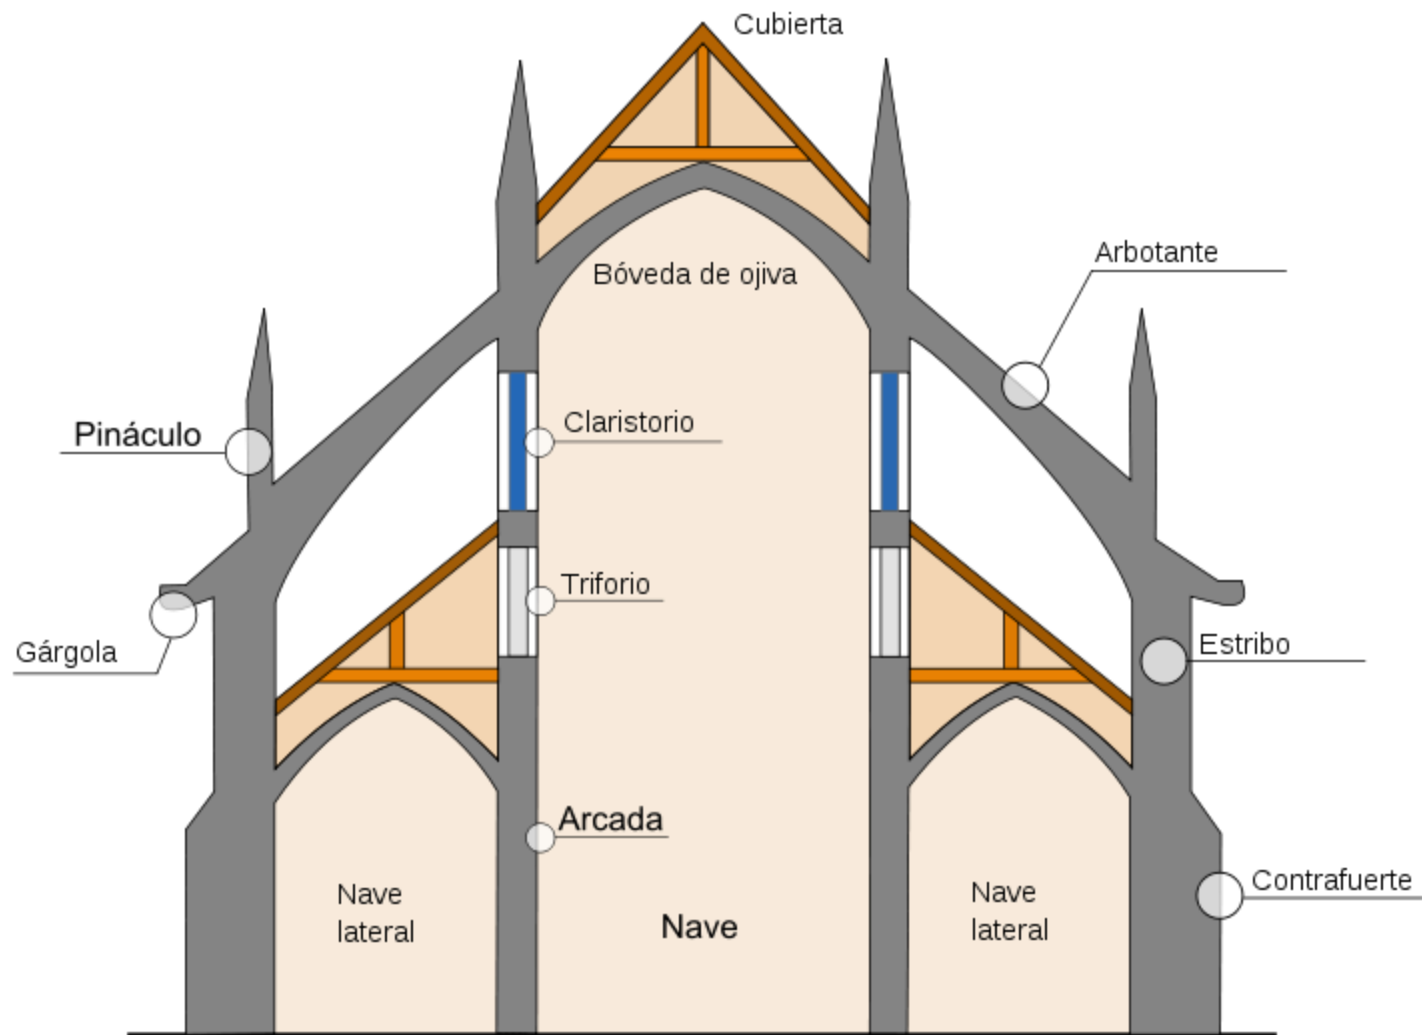 Cubierta
Arbotante
Bóveda de ojiva
Claristorio
Pináculo
Triforio
Gárgola
Estribo
Arcada
Contrafuerte
Nave
lateral
Nave
Nave
lateral